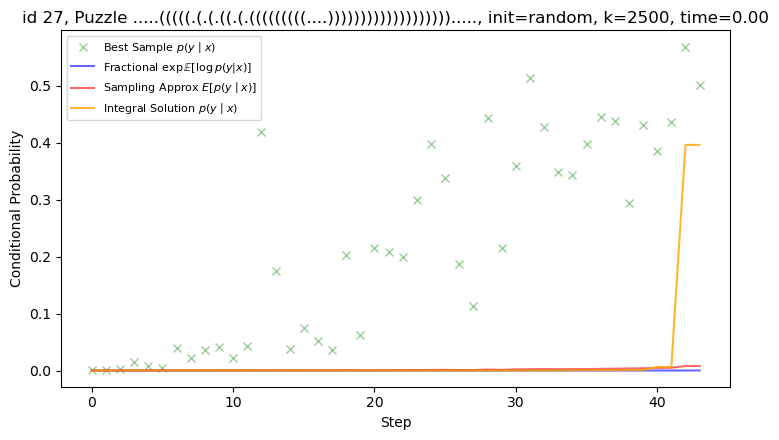 id 27, Puzzle .....(((((.(.(.((.(.(((((((((....)))))))))))))))))))....., init=random, k=2500, time=0.00
Best Sample p(y | x)
Fractional exp𝔼[log p(y|x)]
Sampling Approx E[p(y | x)]
Integral Solution p(y | x)
Conditional Probability
0.5
0.4
0.3
0.2
0.1
0.0
0 10 20 30 40
Step